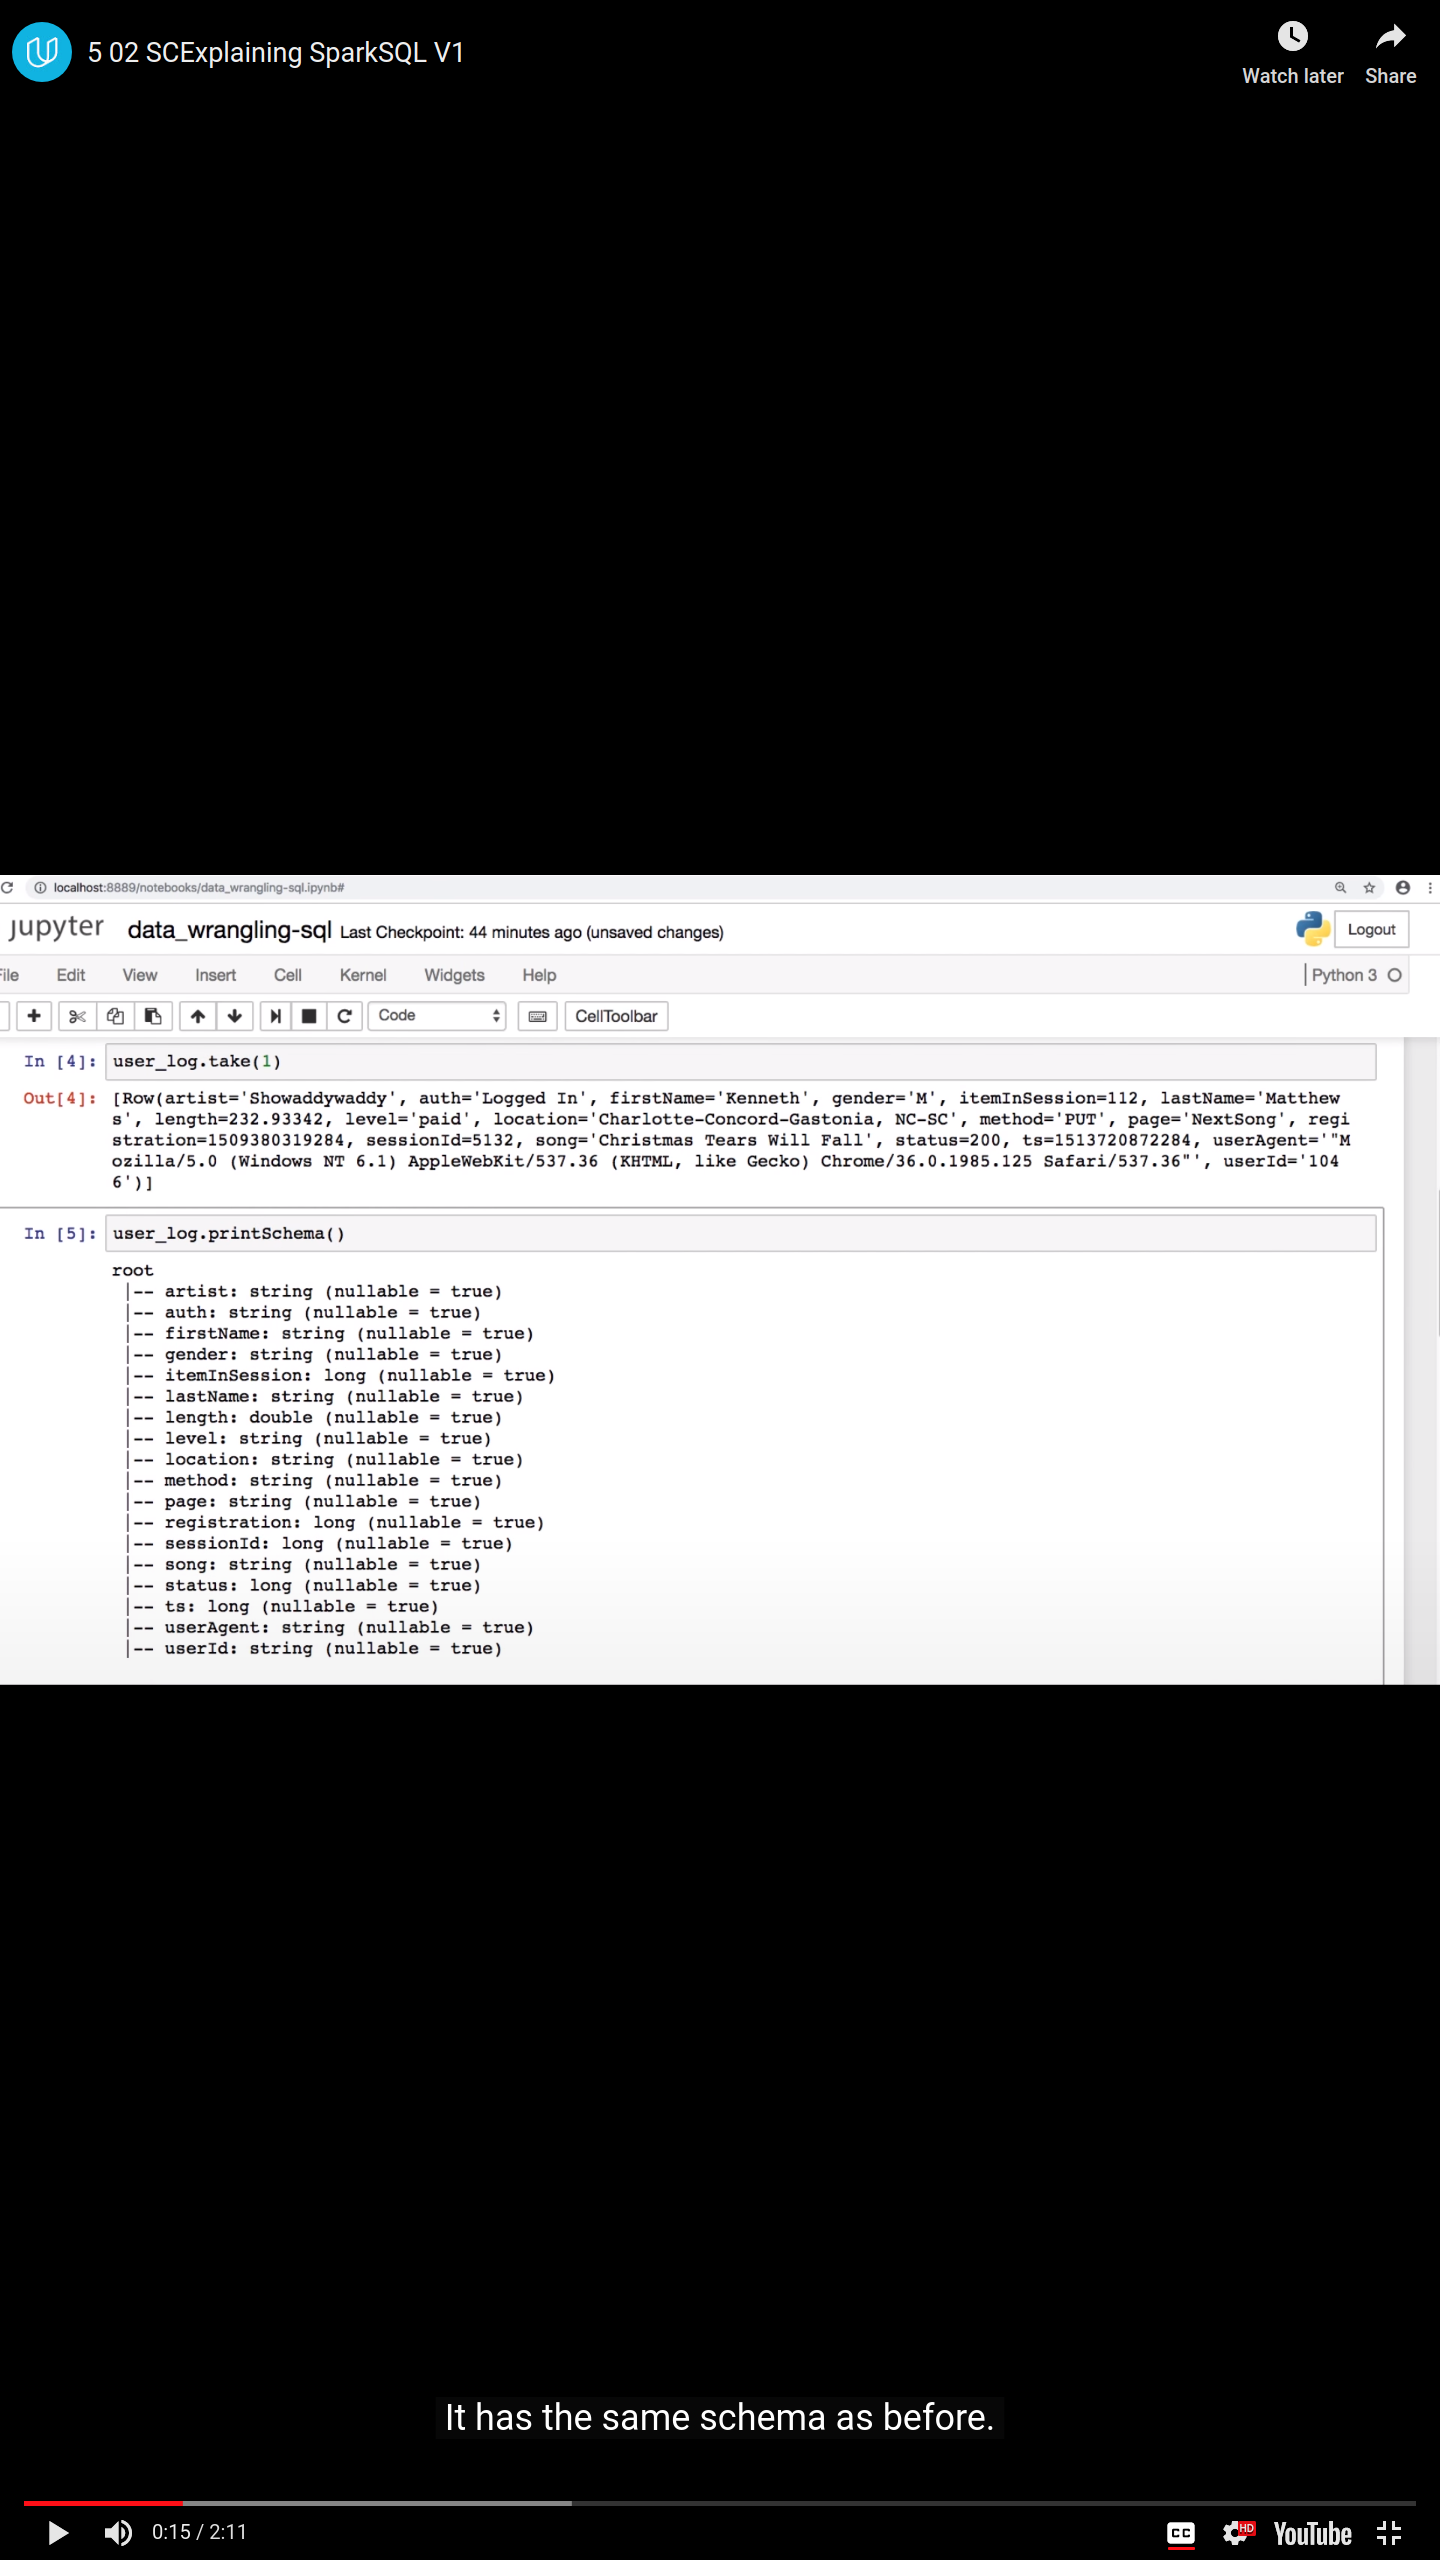 5 02 SCExplaining SparkSQL V1
Watch later
Share
localhost:8889/notebooks/data_wrangling-sql.ipynb#
jupyter data_wrangling-sql Last Checkpoint: 44 minutes ago (unsaved changes)
Logout
File Edit View Insert Cell Kernel Widgets Help
Python 3
Code
CellToolbar
In [4]: user_log.take(1)
Out[4]: [Row(artist='Showaddywaddy', auth='Logged In', firstName='Kenneth', gender='M', itemInSession=112, lastName='Matthew
s', length=232.93342, level='paid', location='Charlotte-Concord-Gastonia, NC-SC', method='PUT', page='NextSong', regi
stration=1509380319284, sessionId=5132, song='Christmas Tears Will Fall', status=200, ts=1513720872284, userAgent='"M
ozilla/5.0 (Windows NT 6.1) AppleWebKit/537.36 (KHTML, like Gecko) Chrome/36.0.1985.125 Safari/537.36"', userId='104
6')]
In [5]: user_log.printSchema()
root
|-- artist: string (nullable = true)
|-- auth: string (nullable = true)
|-- firstName: string (nullable = true)
|-- gender: string (nullable = true)
|-- itemInSession: long (nullable = true)
|-- lastName: string (nullable = true)
|-- length: double (nullable = true)
|-- level: string (nullable = true)
|-- location: string (nullable = true)
|-- method: string (nullable = true)
|-- page: string (nullable = true)
|-- registration: long (nullable = true)
|-- sessionId: long (nullable = true)
|-- song: string (nullable = true)
|-- status: long (nullable = true)
|-- ts: long (nullable = true)
|-- userAgent: string (nullable = true)
|-- userId: string (nullable = true)
It has the same schema as before.
0:15 / 2:11
CC
HD
YouTube